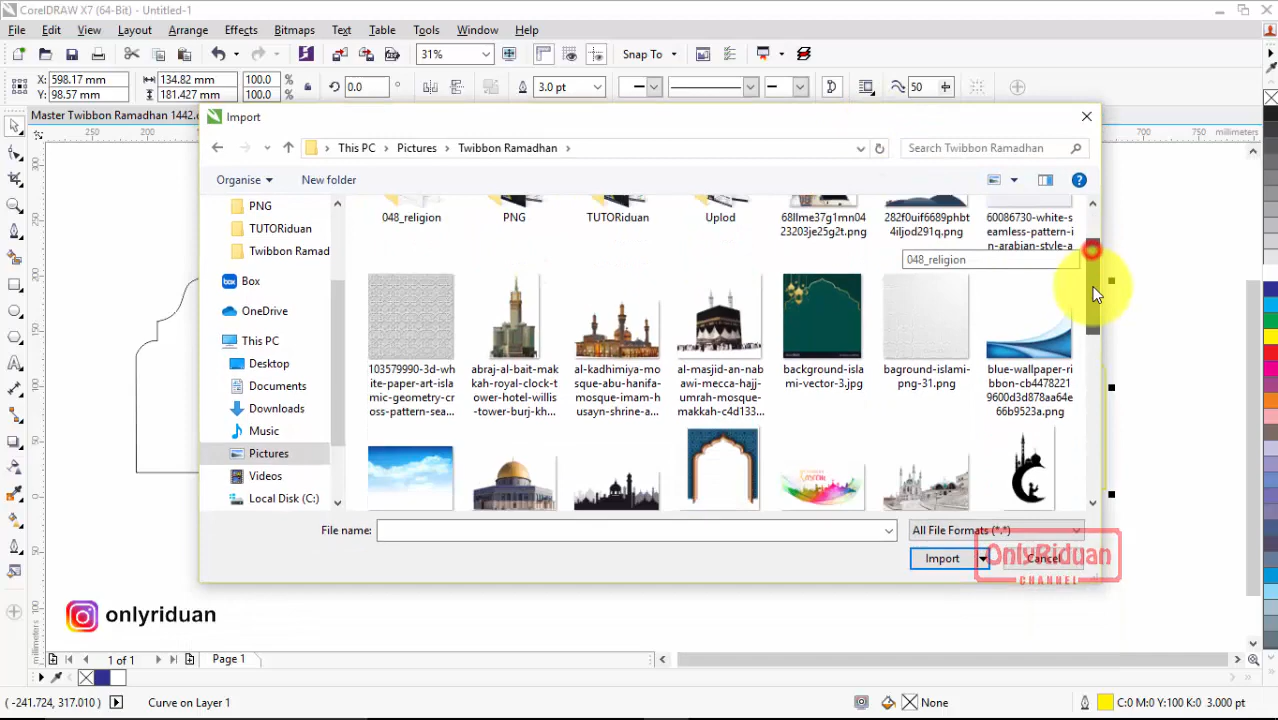 CorelDRAW X7 (64-Bit) - Untitled-1
File Edit View Layout Arrange Effects Bitmaps Text Table Tools Window Help
31% Snap To
X: 598.17 mm 134.82 mm 100.0 % 0.0 ° 3.0 pt 50
Y: 98.57 mm 181.427 mm 100.0 %
Master Twibbon Ramadhan 1442.c
250 200 700 750 millimeters
Import
This PC Pictures Twibbon Ramadhan Search Twibbon Ramadhan
Organise New folder
PNG
TUTORiduan
Twibbon Ramad
Box
OneDrive
This PC
Desktop
Documents
Downloads
Music
Pictures
Videos
Local Disk (C:)
048_religion PNG TUTORiduan Uplod 68llme37g1mn04 282f0uif6689phbt 60086730-white-s
23203je25g2t.png 4iljod291q.png eamless-pattern-i
n-arabian-style-a
048_religion
103579990-3d-wh abraj-al-bait-mak al-kadhimiya-mo al-masjid-an-nab background-isla baground-islami- blue-wallpaper-ri
ite-paper-art-isla kah-royal-clock-t sque-abu-hanifa- awi-mecca-hajj- mi-vector-3.jpg png-31.png bbon-cb4478221
mic-geometry-cr ower-hotel-willis mosque-imam-h umrah-mosque- 9600d3d878aa64e
oss-pattern-sea... -tower-burj-kh... usayn-shrine-a... makkah-c4d133... 66b9523a.png
File name: All File Formats (*.*)
Import Cancel
OnlyRiduan
CHANNEL
onlyriduan
1 of 1 Page 1
( -241.724, 317.010 ) Curve on Layer 1 None C:0 M:0 Y:100 K:0 3.000 pt